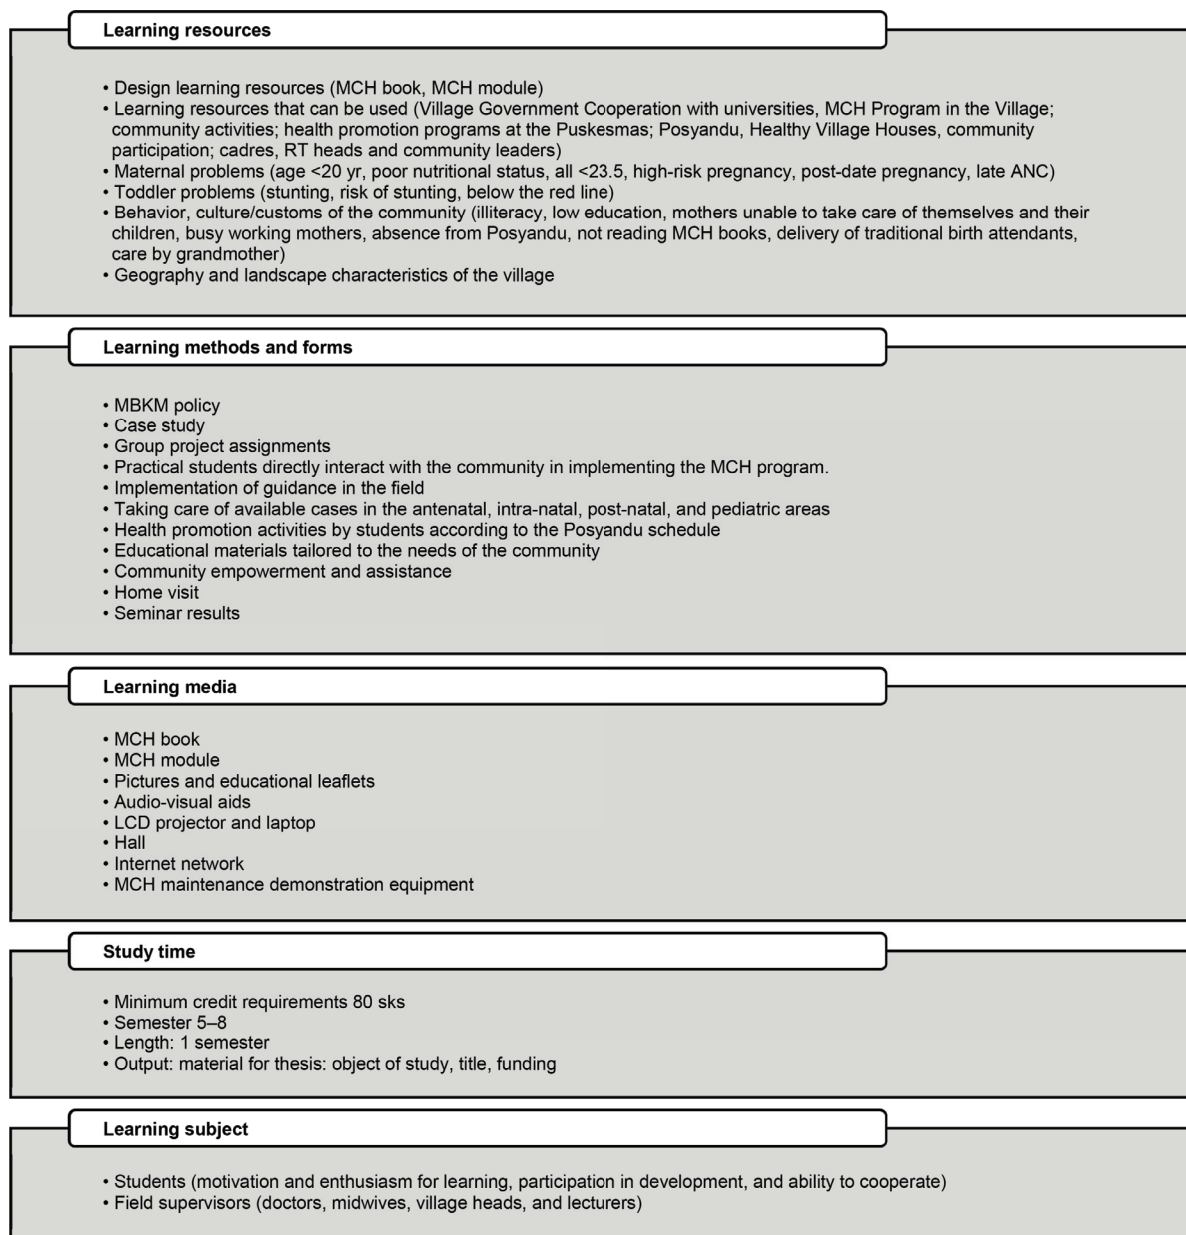 Learning resources
• Design learning resources (MCH book, MCH module)
• Learning resources that can be used (Village Government Cooperation with universities, MCH Program in the Village;
community activities; health promotion programs at the Puskesmas; Posyandu, Healthy Village Houses, community
participation; cadres, RT heads and community leaders)
• Maternal problems (age <20 yr, poor nutritional status, all <23.5, high-risk pregnancy, post-date pregnancy, late ANC)
• Toddler problems (stunting, risk of stunting, below the red line)
• Behavior, culture/customs of the community (illiteracy, low education, mothers unable to take care of themselves and their
children, busy working mothers, absence from Posyandu, not reading MCH books, delivery of traditional birth attendants,
care by grandmother)
• Geography and landscape characteristics of the village
Learning methods and forms
• MBKM policy
• Case study
• Group project assignments
• Practical students directly interact with the community in implementing the MCH program.
• Implementation of guidance in the field
• Taking care of available cases in the antenatal, intra-natal, post-natal, and pediatric areas
• Health promotion activities by students according to the Posyandu schedule
• Educational materials tailored to the needs of the community
• Community empowerment and assistance
• Home visit
• Seminar results
Learning media
• MCH book
• MCH module
• Pictures and educational leaflets
• Audio-visual aids
• LCD projector and laptop
• Hall
• Internet network
• MCH maintenance demonstration equipment
Study time
• Minimum credit requirements 80 sks
• Semester 5–8
• Length: 1 semester
• Output: material for thesis: object of study, title, funding
Learning subject
• Students (motivation and enthusiasm for learning, participation in development, and ability to cooperate)
• Field supervisors (doctors, midwives, village heads, and lecturers)